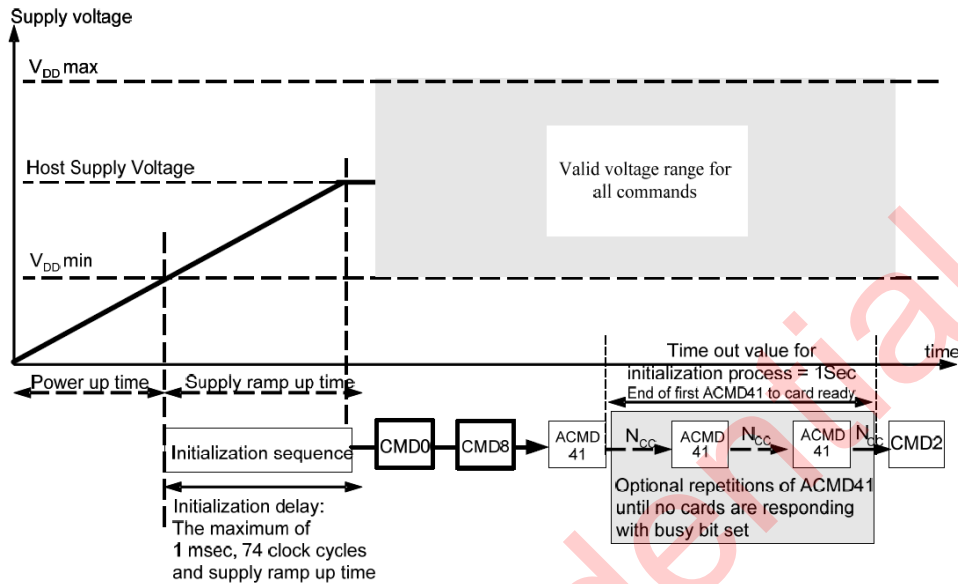 Supply voltage
VDD max
Host Supply Voltage
Valid voltage range for
all commands
VDD min
Time out value for
initialization process = 1Sec
End of first ACMD41 to card ready
time
Power up time
Supply ramp up time
Initialization sequence
CMD0
CMD8
ACMD
41
NCC
ACMD
41
NCC
ACMD
41
NCC
CMD2
Optional repetitions of ACMD41
until no cards are responding
with busy bit set
Initialization delay:
The maximum of
1 msec, 74 clock cycles
and supply ramp up time
dential